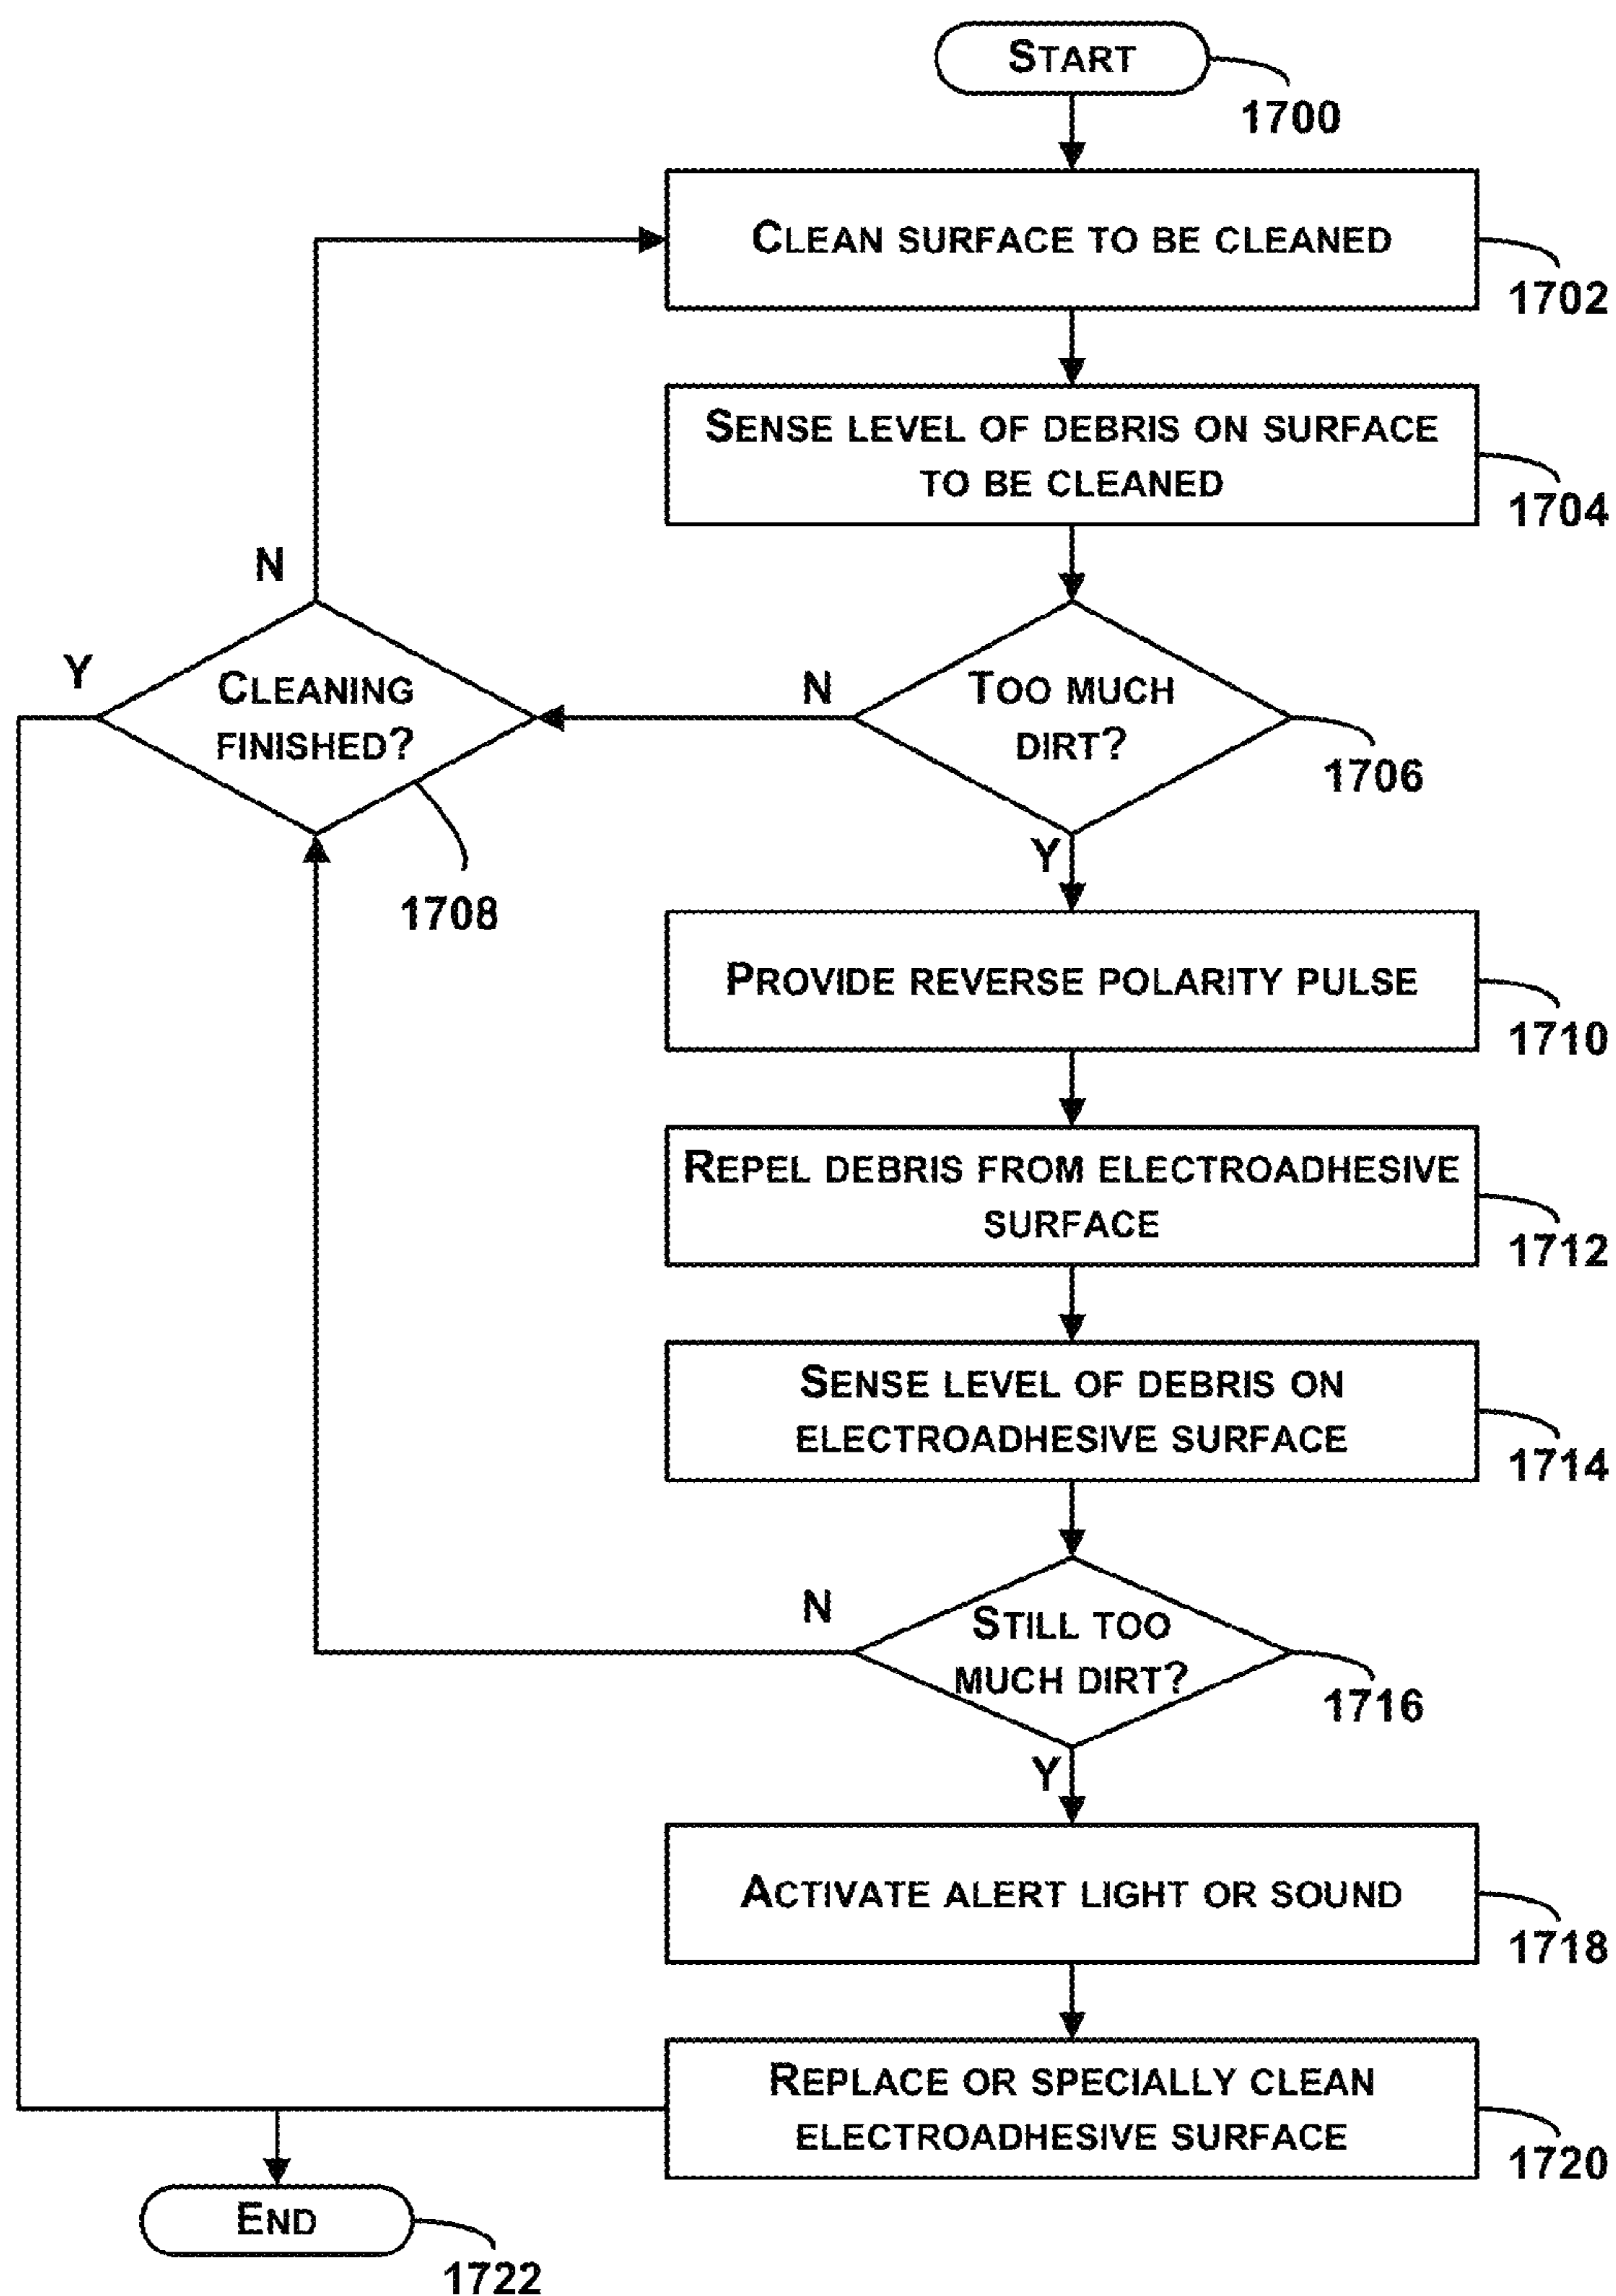 START
1700
CLEAN SURFACE TO BE CLEANED
1702
SENSE LEVEL OF DEBRIS ON SURFACE
TO BE CLEANED
1704
N
Y
CLEANING
FINISHED?
1708
N
TOO MUCH
DIRT?
1706
Y
PROVIDE REVERSE POLARITY PULSE
1710
REPEL DEBRIS FROM ELECTROADHESIVE
SURFACE
1712
SENSE LEVEL OF DEBRIS ON
ELECTROADHESIVE SURFACE
1714
N
STILL TOO
MUCH DIRT?
1716
Y
ACTIVATE ALERT LIGHT OR SOUND
1718
REPLACE OR SPECIALLY CLEAN
ELECTROADHESIVE SURFACE
1720
END
1722